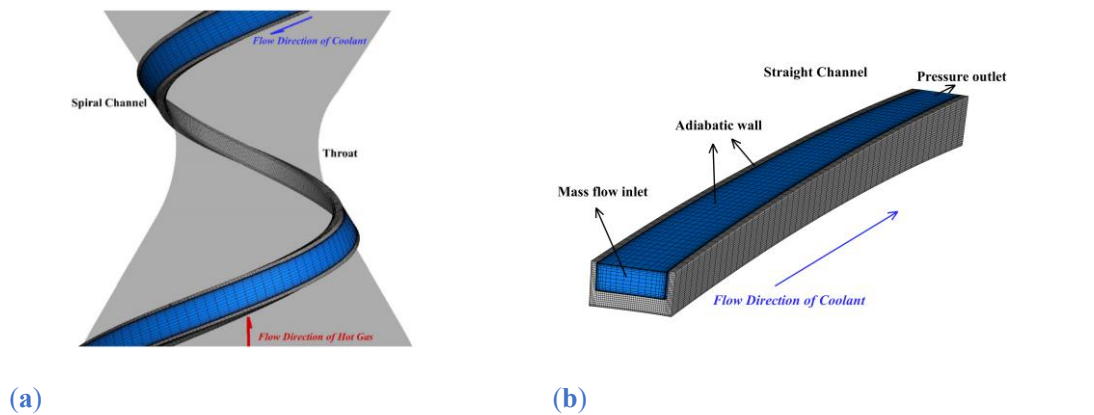 Flow Direction of Coolant
Spiral Channel
Throat
Flow Direction of Hot Gas
(a)
Straight Channel
Pressure outlet
Adiabatic wall
Mass flow inlet
Flow Direction of Coolant
(b)